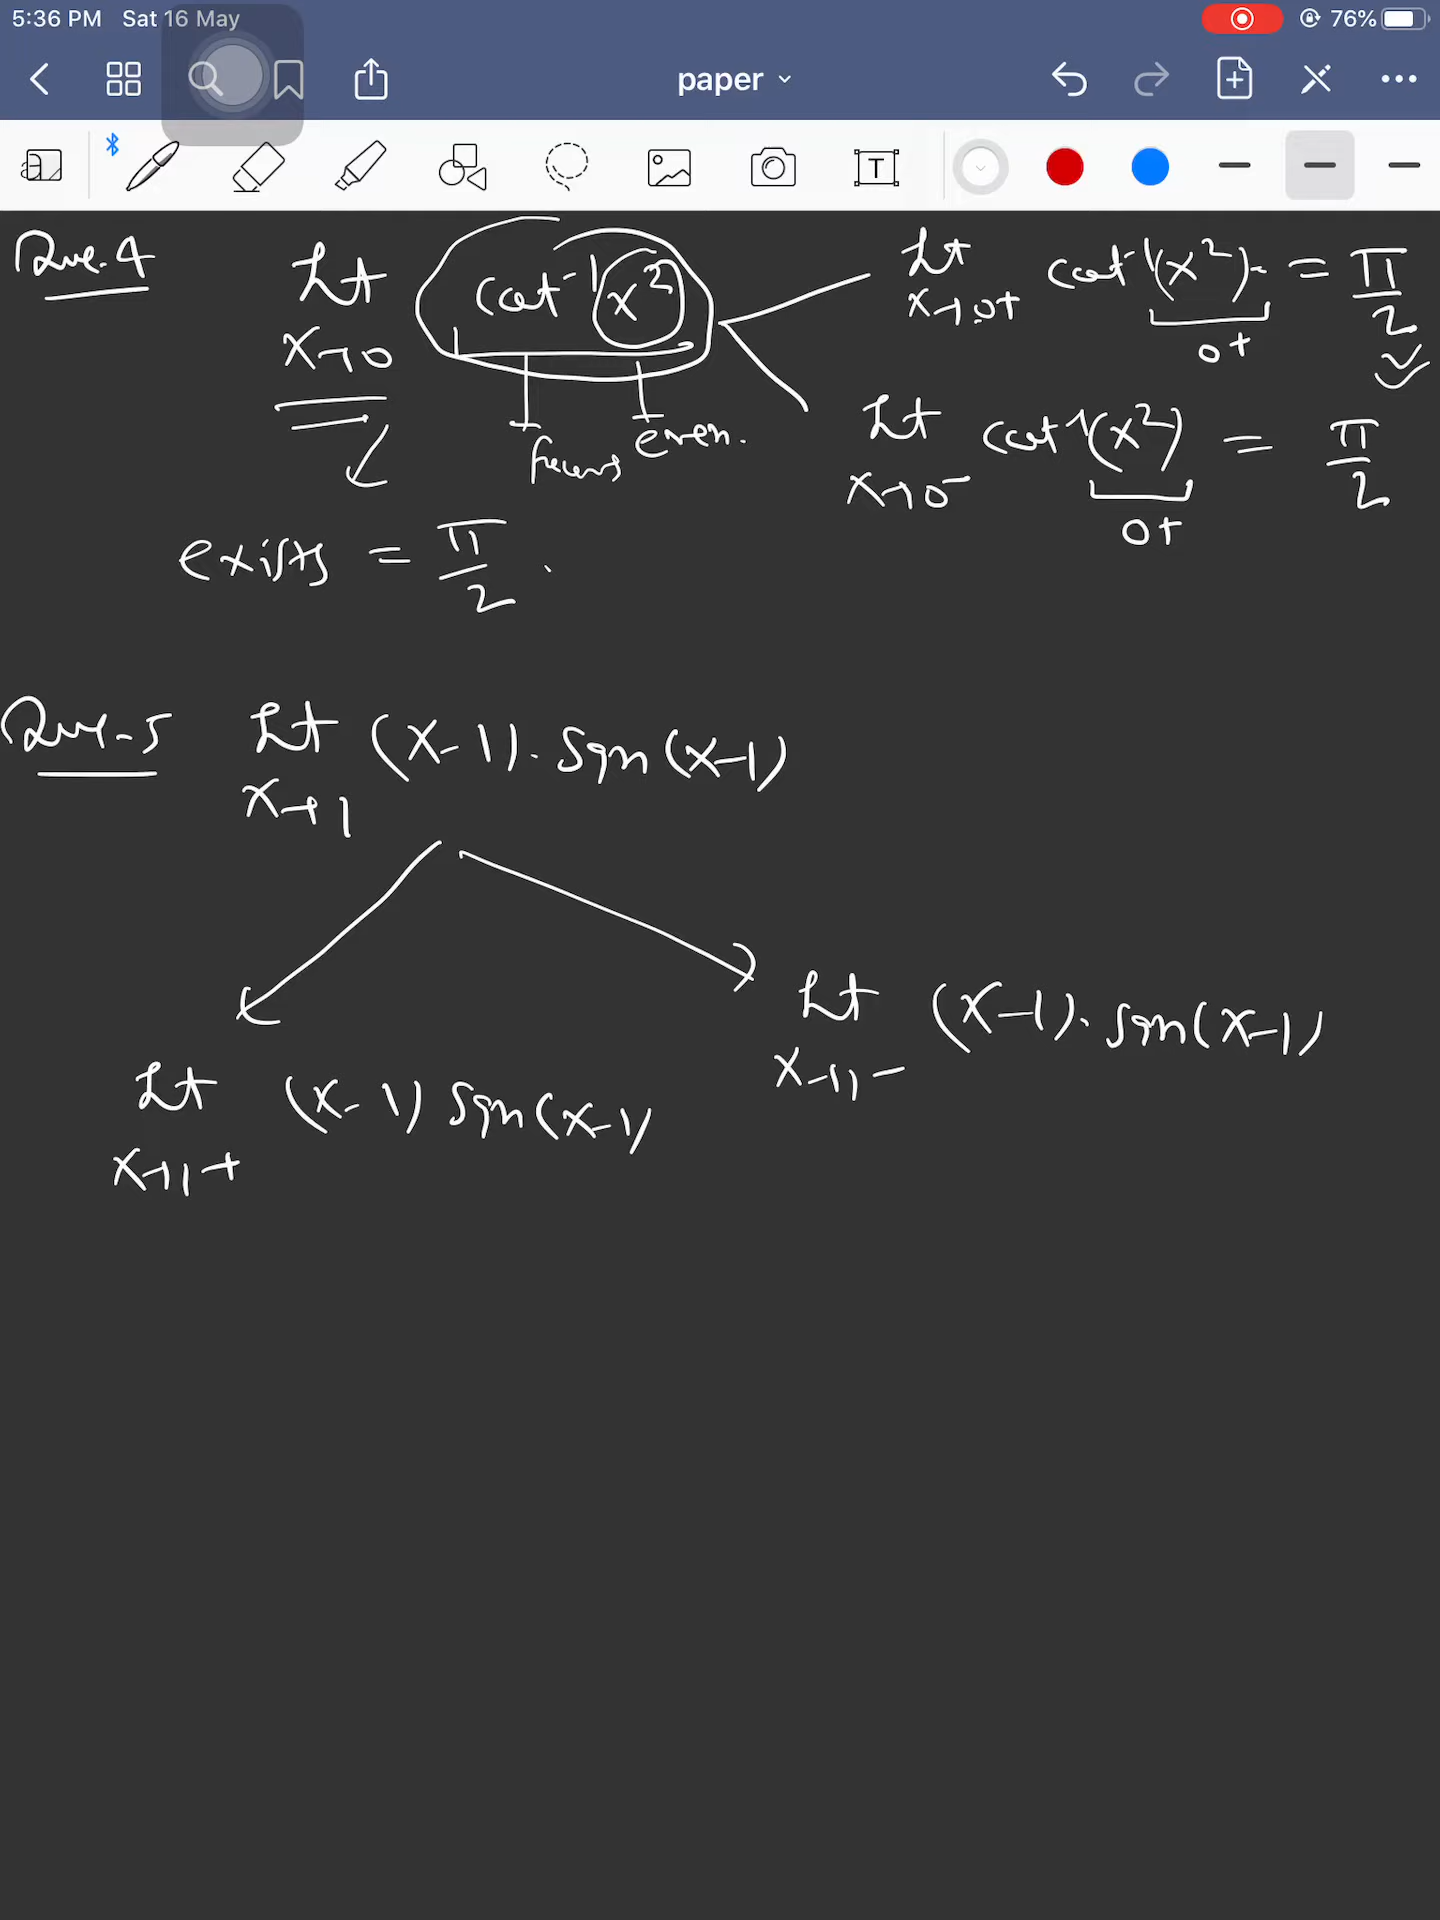 5:36 PM Sat 16 May 76%
paper
a T
Que.4 Lt x→0 cot⁻¹(x²)
Lt x→0+ cot⁻¹(x²) = π/2
0+
even.
Lt x→0- cot⁻¹(x²) = π/2
0+
exists = π/2 .
Que-5 Lt x→1 (x-1). sgn(x-1)
Lt x→1- (x-1). sgn(x-1)
Lt x→1+ (x-1) sgn(x-1)